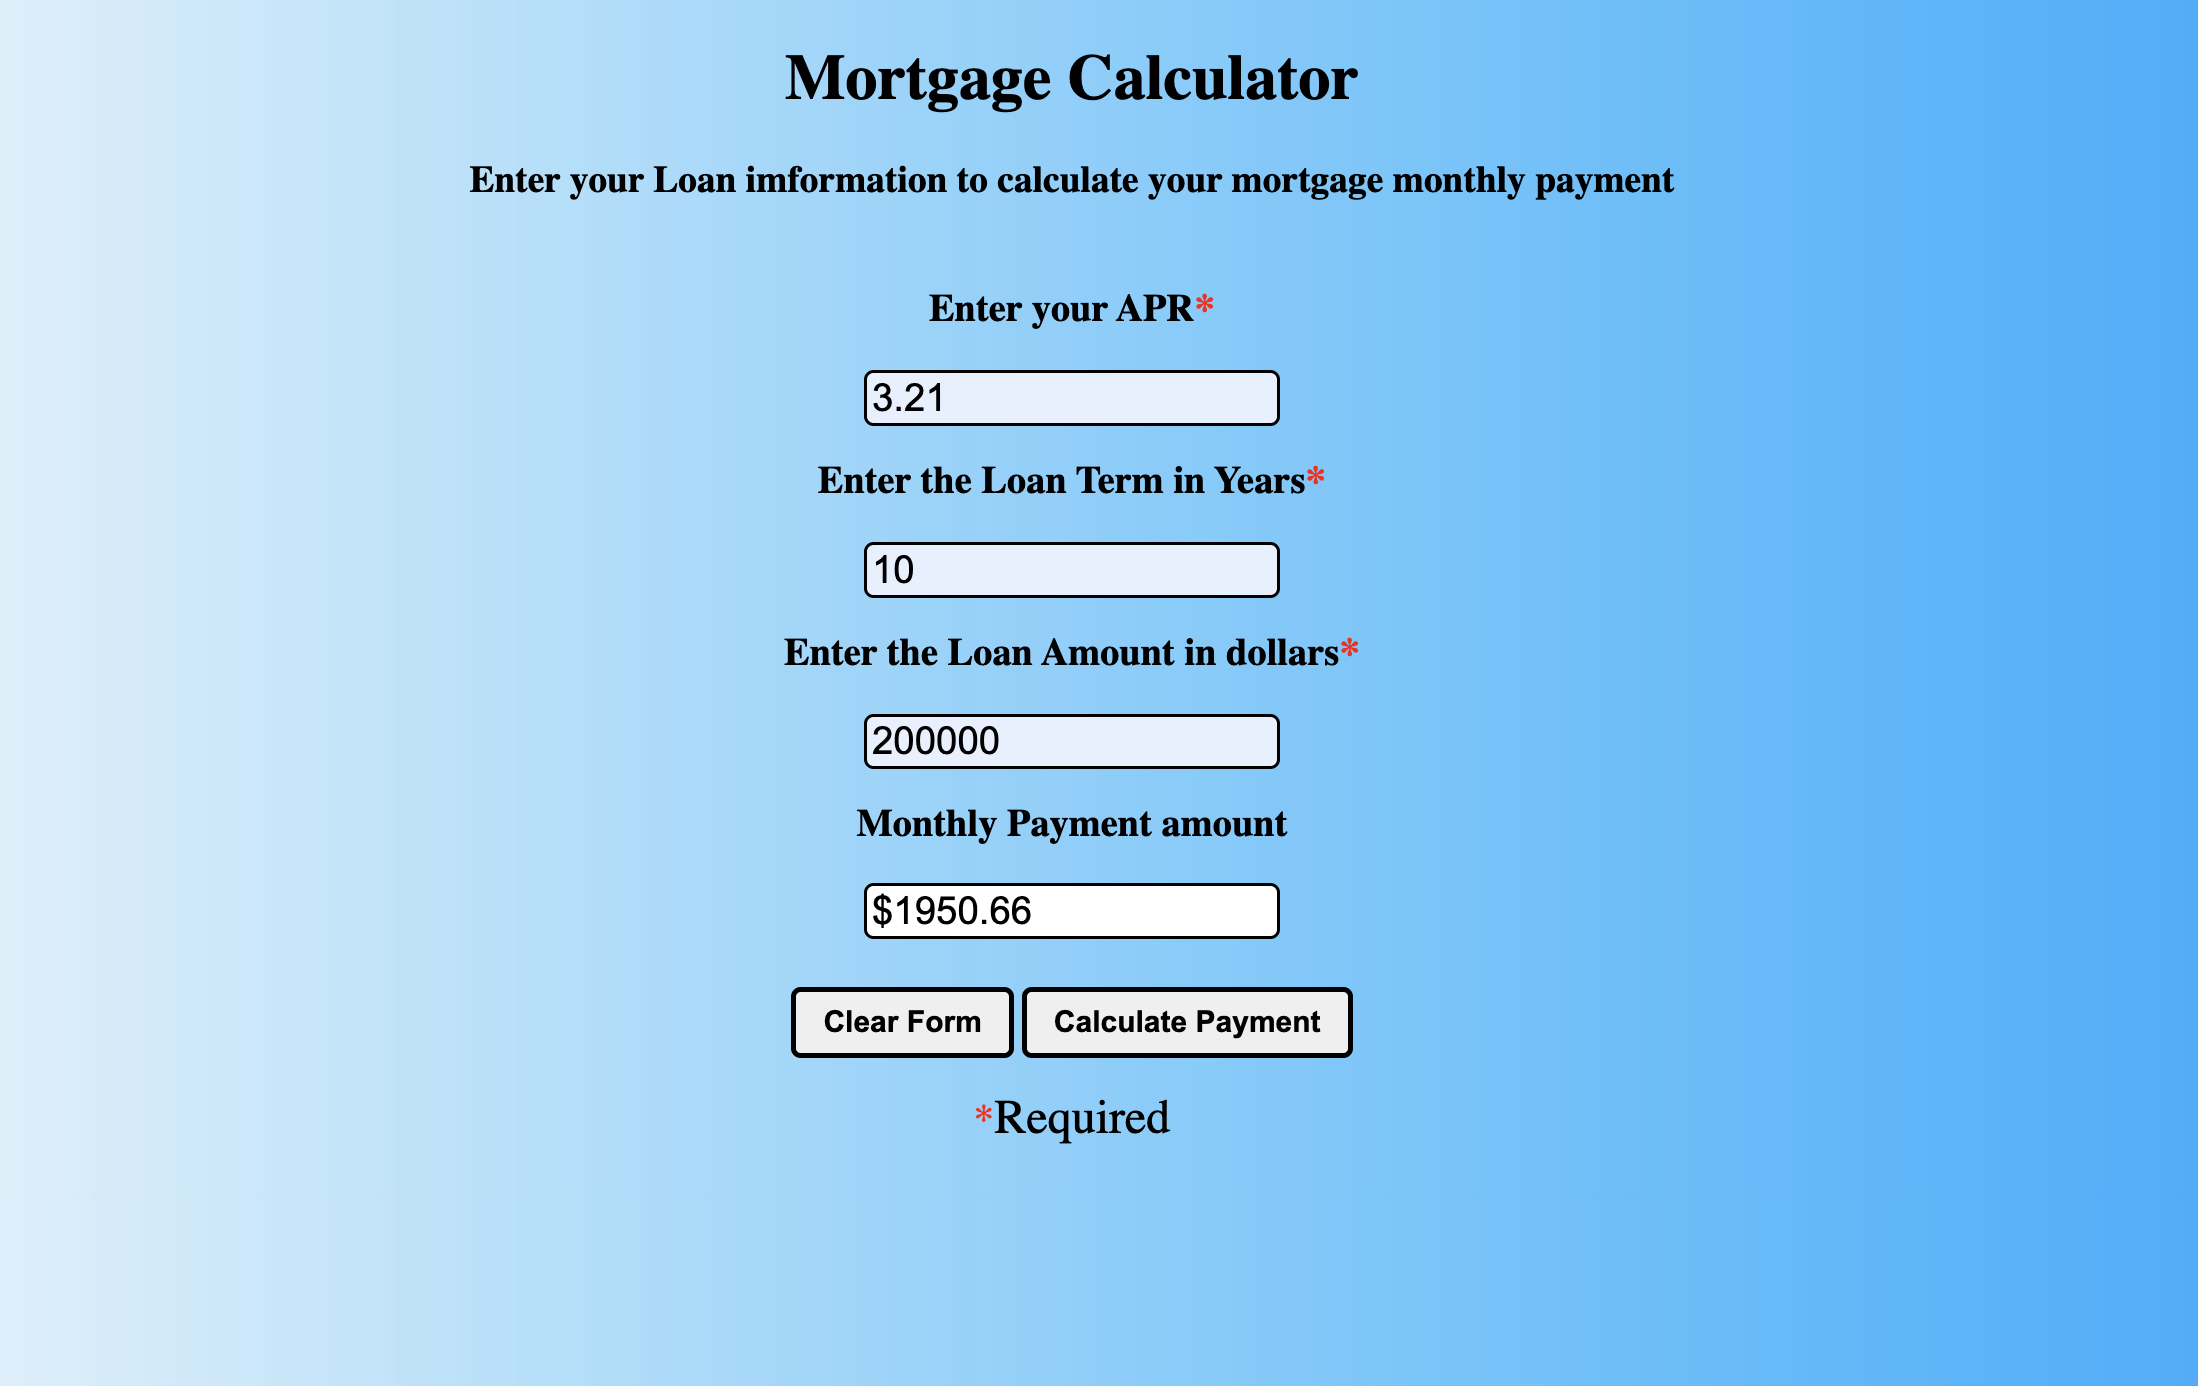 Mortgage Calculator
Enter your Loan imformation to calculate your mortgage monthly payment
Enter your APR*
3.21
Enter the Loan Term in Years*
10
Enter the Loan Amount in dollars*
200000
Monthly Payment amount
$1950.66
Clear Form Calculate Payment
*Required